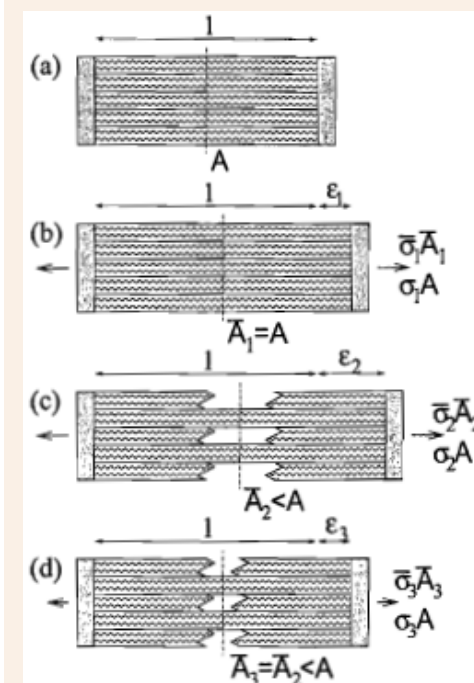 1
(a)
A
1 ε₁
(b)
σ̄₁Ā₁
σ₁A
Ā₁=A
1 ε₂
(c)
σ̄₂Ā₂
σ₂A
Ā₂<A
1 ε₃
(d)
σ̄₃Ā₃
σ₃A
Ā₃=Ā₂<A